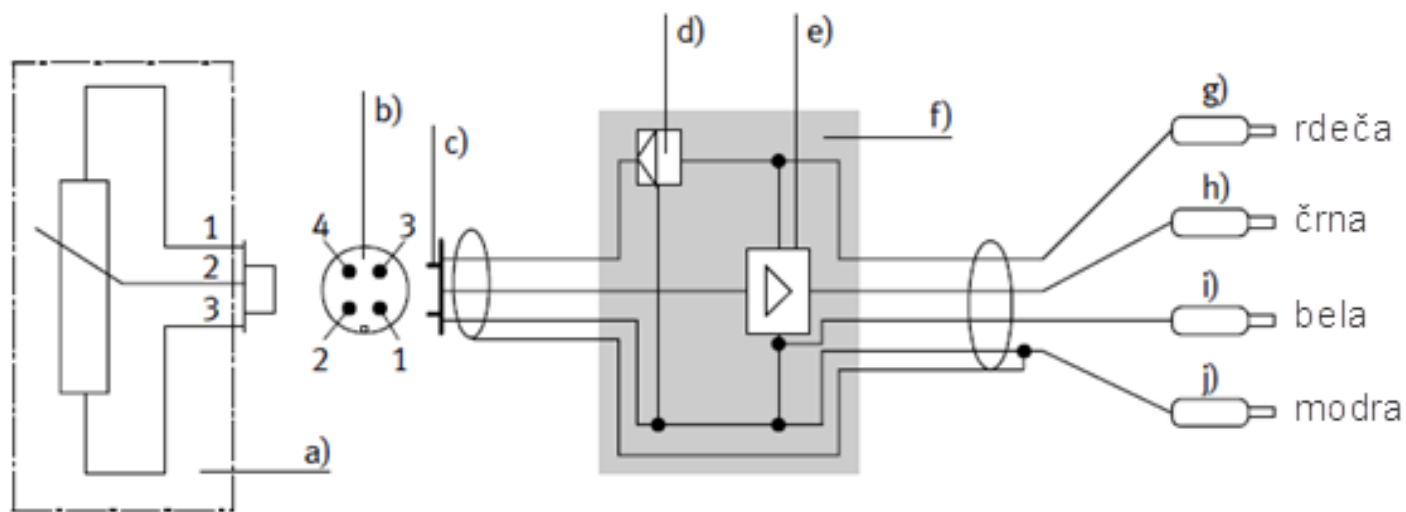 d) e)
g) rdeča
b)
c)
f)
h) črna
1
4 3
2
i) bela
3
2 1
j) modra
a)